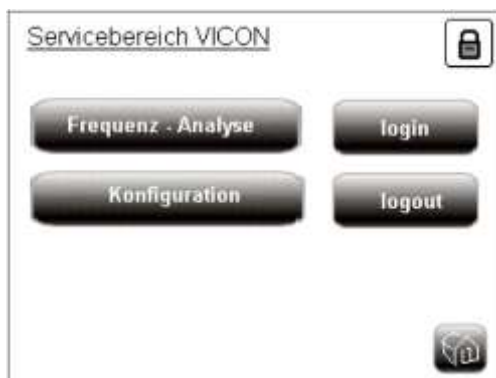 Servicebereich VICON
Frequenz - Analyse
login
Konfiguration
logout